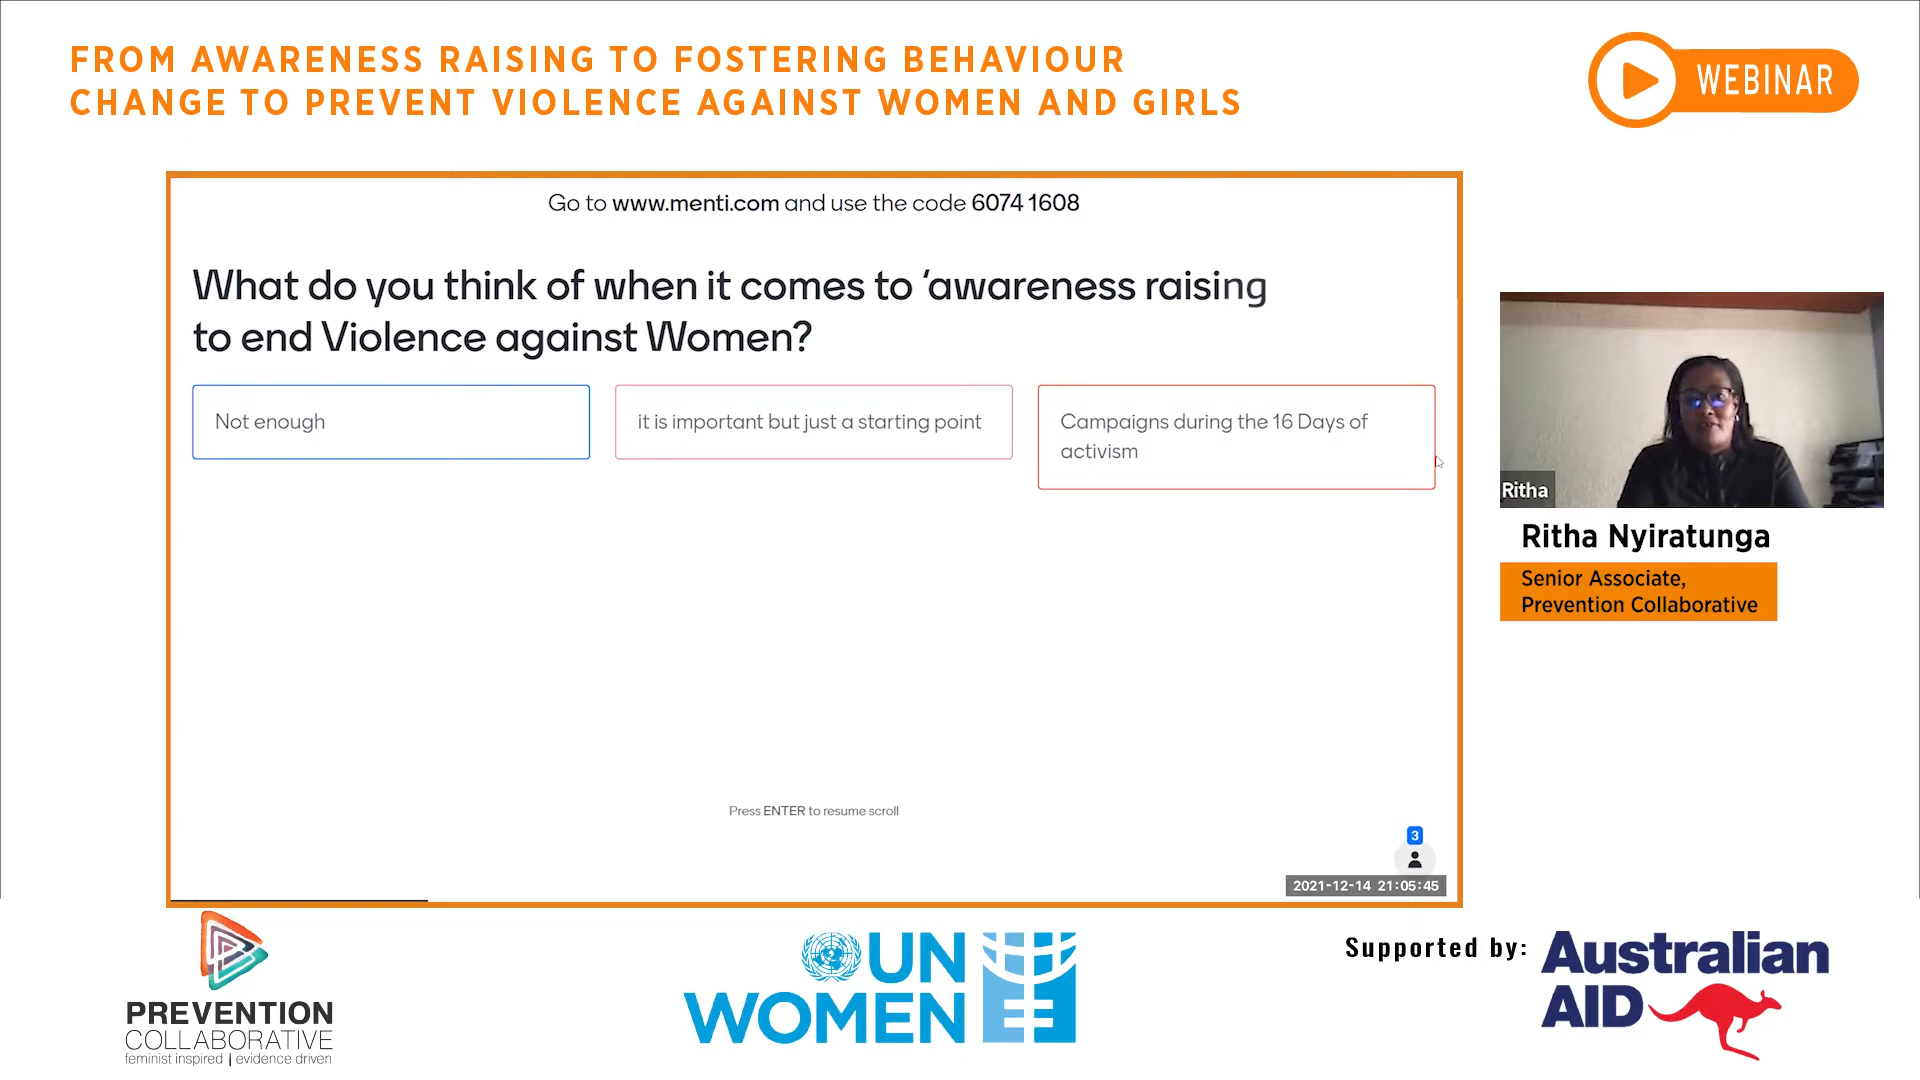 FROM AWARENESS RAISING TO FOSTERING BEHAVIOUR
CHANGE TO PREVENT VIOLENCE AGAINST WOMEN AND GIRLS
WEBINAR
Go to www.menti.com and use the code 6074 1608
What do you think of when it comes to ‘awareness raising
to end Violence against Women?
Not enough
it is important but just a starting point
Campaigns during the 16 Days of
activism
Press ENTER to resume scroll
3
2021-12-14 21:05:45
Ritha
Ritha Nyiratunga
Senior Associate,
Prevention Collaborative
PREVENTION
COLLABORATIVE
feminist inspired | evidence driven
UN
WOMEN
Supported by:
Australian
AID